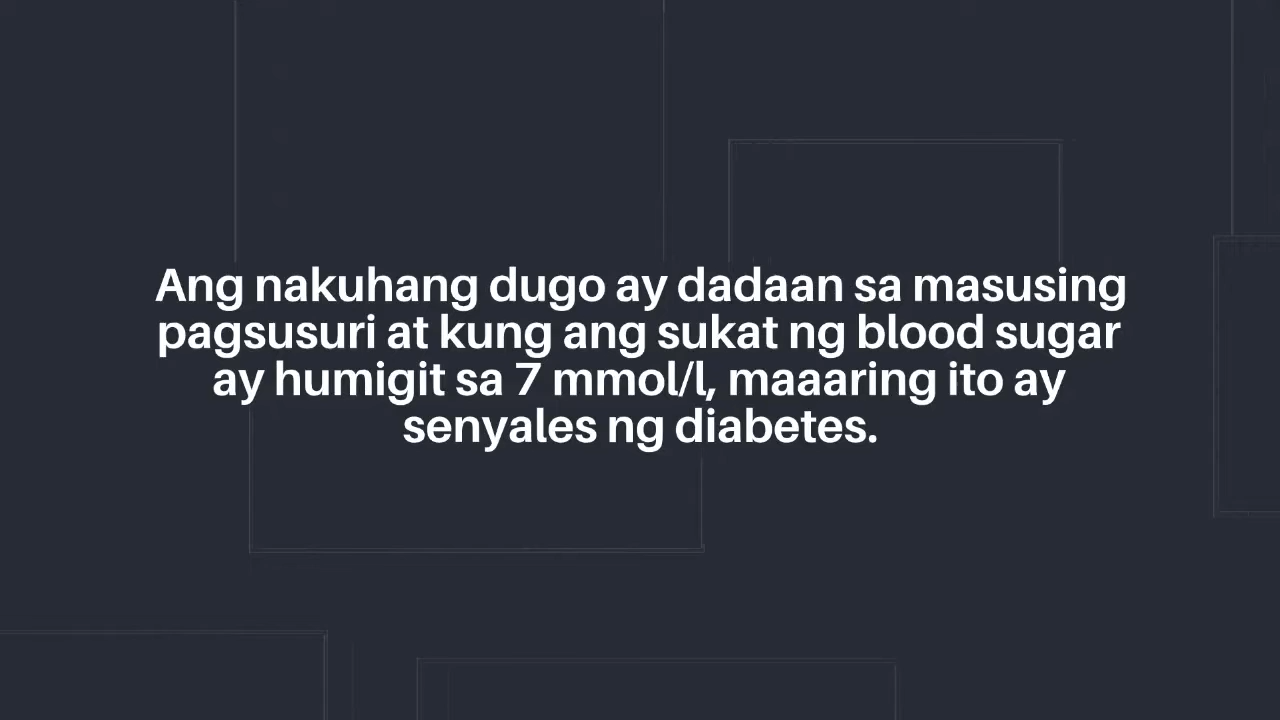 Ang nakuhang dugo ay dadaan sa masusing
pagsusuri at kung ang sukat ng blood sugar
ay humigit sa 7 mmol/l, maaaring ito ay
senyales ng diabetes.